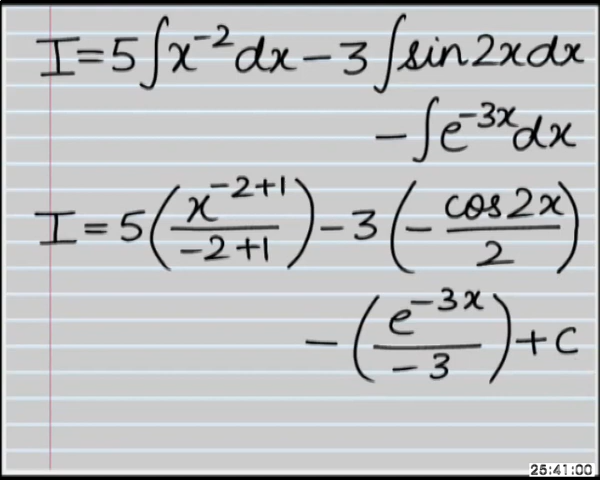 I = 5∫x⁻²dx − 3∫sin2xdx
− ∫e⁻³ˣdx
I = 5(x⁻²⁺¹/−2+1) − 3(−cos2x/2)
− (e⁻³ˣ/−3) + c
25:41:00